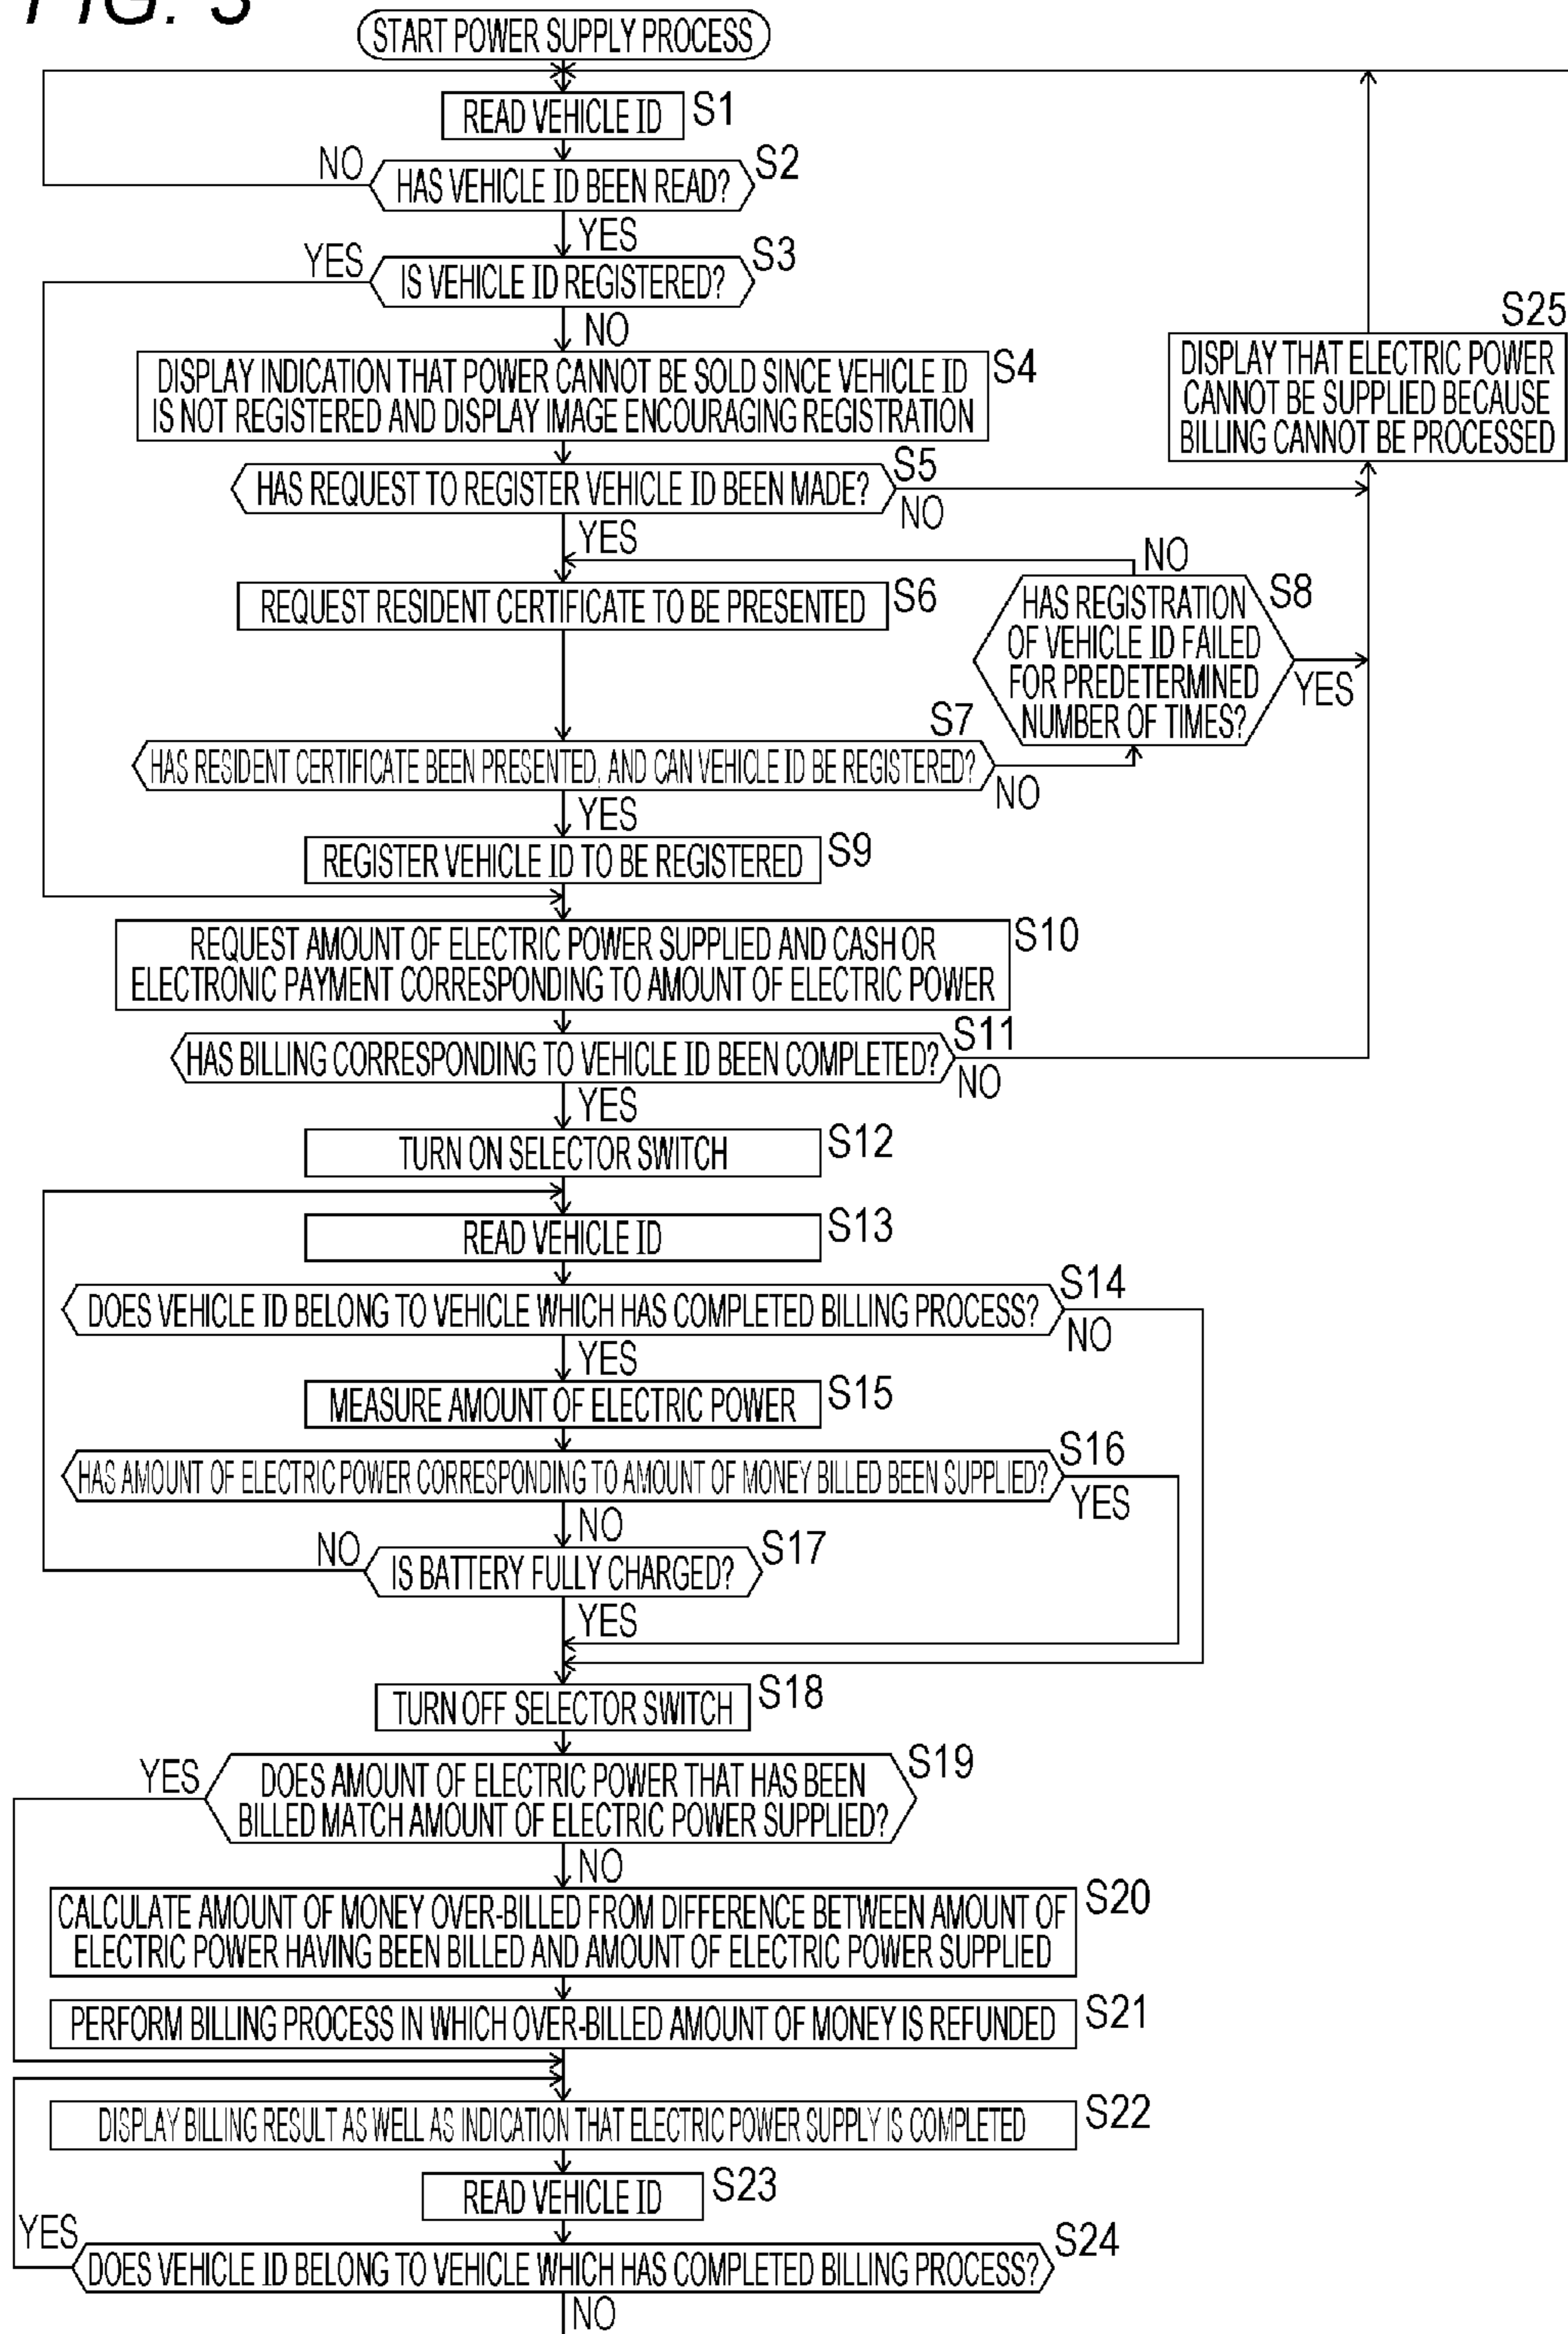 FIG. 3
START POWER SUPPLY PROCESS
READ VEHICLE ID
S1
HAS VEHICLE ID BEEN READ?
S2
NO
YES
IS VEHICLE ID REGISTERED?
S3
YES
NO
DISPLAY INDICATION THAT POWER CANNOT BE SOLD SINCE VEHICLE ID
IS NOT REGISTERED AND DISPLAY IMAGE ENCOURAGING REGISTRATION
S4
S25
DISPLAY THAT ELECTRIC POWER
CANNOT BE SUPPLIED BECAUSE
BILLING CANNOT BE PROCESSED
HAS REQUEST TO REGISTER VEHICLE ID BEEN MADE?
S5
NO
YES
REQUEST RESIDENT CERTIFICATE TO BE PRESENTED
S6
NO
HAS REGISTRATION
OF VEHICLE ID FAILED
FOR PREDETERMINED
NUMBER OF TIMES?
S8
YES
S7
HAS RESIDENT CERTIFICATE BEEN PRESENTED, AND CAN VEHICLE ID BE REGISTERED?
NO
YES
REGISTER VEHICLE ID TO BE REGISTERED
S9
REQUEST AMOUNT OF ELECTRIC POWER SUPPLIED AND CASH OR
ELECTRONIC PAYMENT CORRESPONDING TO AMOUNT OF ELECTRIC POWER
S10
HAS BILLING CORRESPONDING TO VEHICLE ID BEEN COMPLETED?
S11
NO
YES
TURN ON SELECTOR SWITCH
S12
READ VEHICLE ID
S13
DOES VEHICLE ID BELONG TO VEHICLE WHICH HAS COMPLETED BILLING PROCESS?
S14
NO
YES
MEASURE AMOUNT OF ELECTRIC POWER
S15
HAS AMOUNT OF ELECTRIC POWER CORRESPONDING TO AMOUNT OF MONEY BILLED BEEN SUPPLIED?
S16
YES
NO
IS BATTERY FULLY CHARGED?
S17
NO
YES
TURN OFF SELECTOR SWITCH
S18
DOES AMOUNT OF ELECTRIC POWER THAT HAS BEEN
BILLED MATCH AMOUNT OF ELECTRIC POWER SUPPLIED?
S19
YES
NO
CALCULATE AMOUNT OF MONEY OVER-BILLED FROM DIFFERENCE BETWEEN AMOUNT OF
ELECTRIC POWER HAVING BEEN BILLED AND AMOUNT OF ELECTRIC POWER SUPPLIED
S20
PERFORM BILLING PROCESS IN WHICH OVER-BILLED AMOUNT OF MONEY IS REFUNDED
S21
DISPLAY BILLING RESULT AS WELL AS INDICATION THAT ELECTRIC POWER SUPPLY IS COMPLETED
S22
READ VEHICLE ID
S23
DOES VEHICLE ID BELONG TO VEHICLE WHICH HAS COMPLETED BILLING PROCESS?
S24
YES
NO